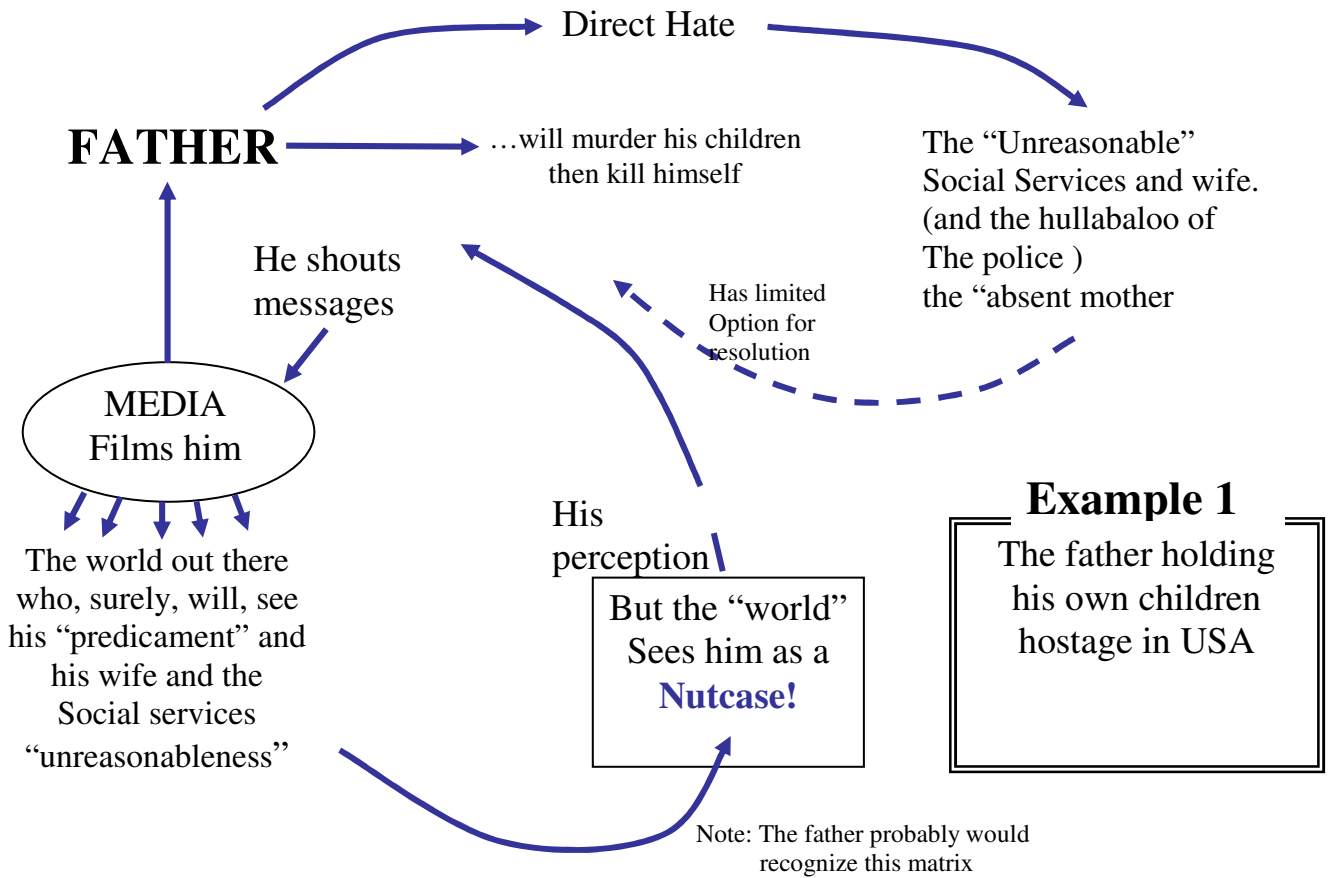 Direct Hate
FATHER
…will murder his children
then kill himself
The “Unreasonable”
Social Services and wife.
(and the hullabaloo of
The police )
the “absent mother
He shouts
messages
Has limited
Option for
resolution
MEDIA
Films him
The world out there
who, surely, will, see
his “predicament” and
his wife and the
Social services
“unreasonableness”
His
perception
But the “world”
Sees him as a
Nutcase!
Example 1
The father holding
his own children
hostage in USA
Note: The father probably would
recognize this matrix